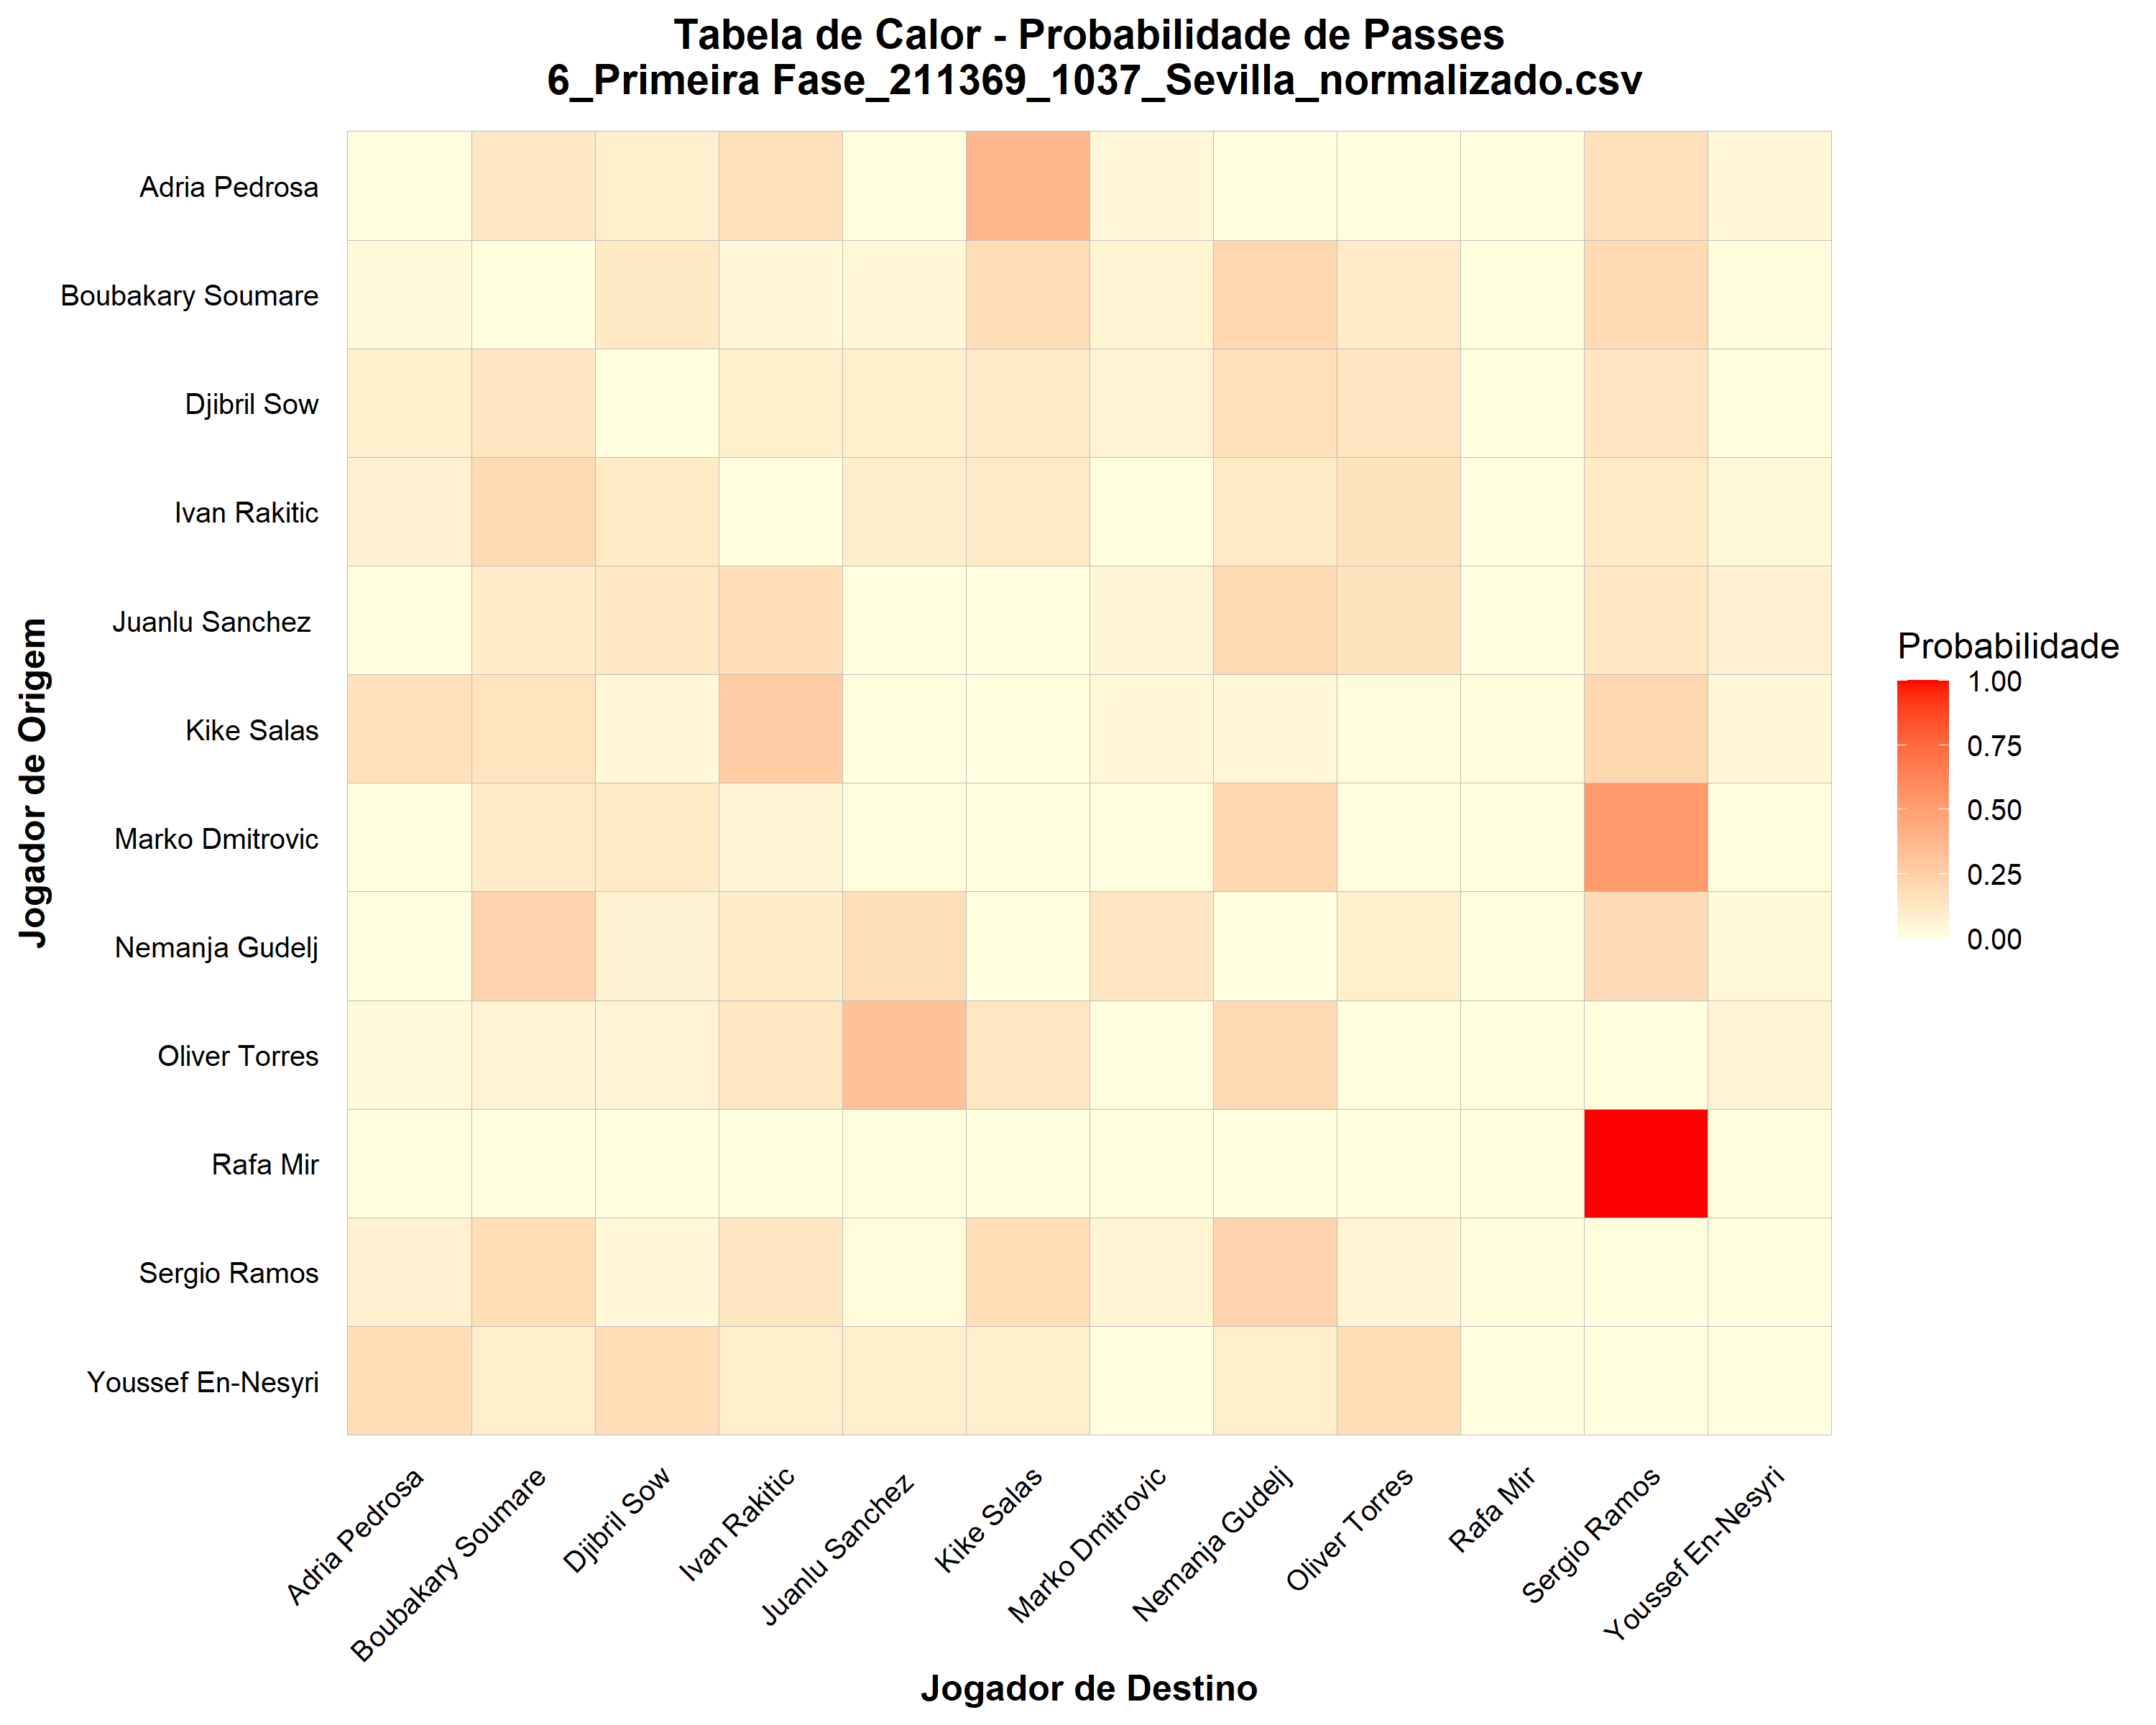 Tabela de Calor - Probabilidade de Passes
6_Primeira Fase_211369_1037_Sevilla_normalizado.csv
Jogador de Origem
Adria Pedrosa
Boubakary Soumare
Djibril Sow
Ivan Rakitic
Juanlu Sanchez
Kike Salas
Marko Dmitrovic
Nemanja Gudelj
Oliver Torres
Rafa Mir
Sergio Ramos
Youssef En-Nesyri
Adria Pedrosa
Boubakary Soumare
Djibril Sow
Ivan Rakitic
Juanlu Sanchez
Kike Salas
Marko Dmitrovic
Nemanja Gudelj
Oliver Torres
Rafa Mir
Sergio Ramos
Youssef En-Nesyri
Jogador de Destino
Probabilidade
1.00
0.75
0.50
0.25
0.00